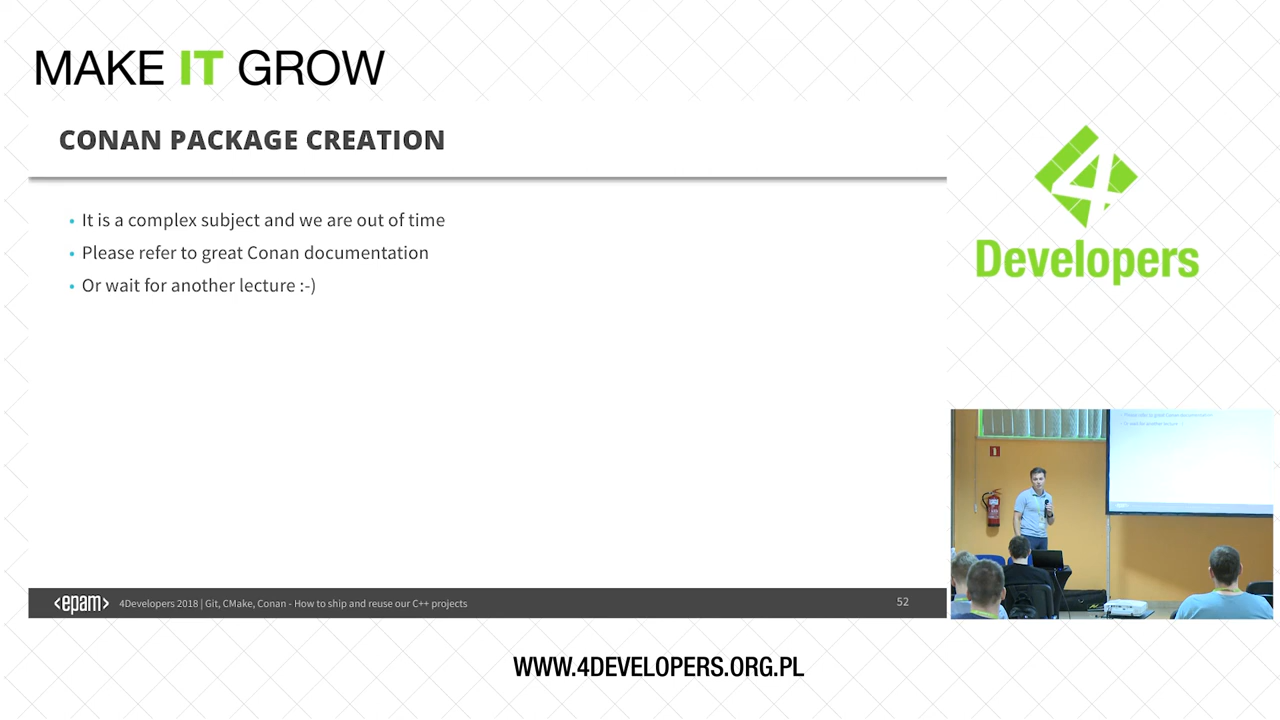 MAKE IT GROW
CONAN PACKAGE CREATION
• It is a complex subject and we are out of time
• Please refer to great Conan documentation
• Or wait for another lecture :-)
4
Developers
<epam> 4Developers 2018 | Git, CMake, Conan - How to ship and reuse our C++ projects 52
WWW.4DEVELOPERS.ORG.PL